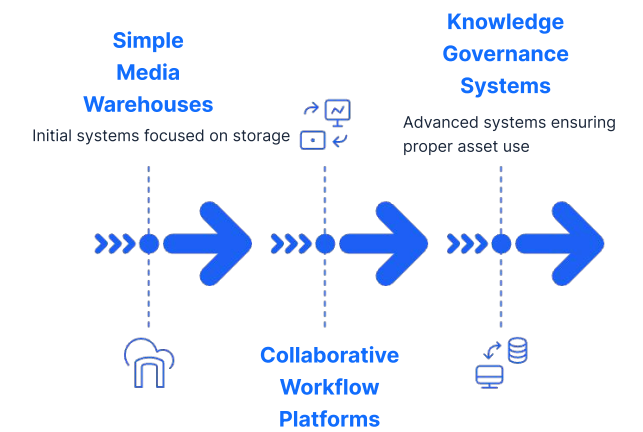 Simple
Media
Warehouses
Initial systems focused on storage
Knowledge
Governance
Systems
Advanced systems ensuring
proper asset use
Collaborative
Workflow
Platforms